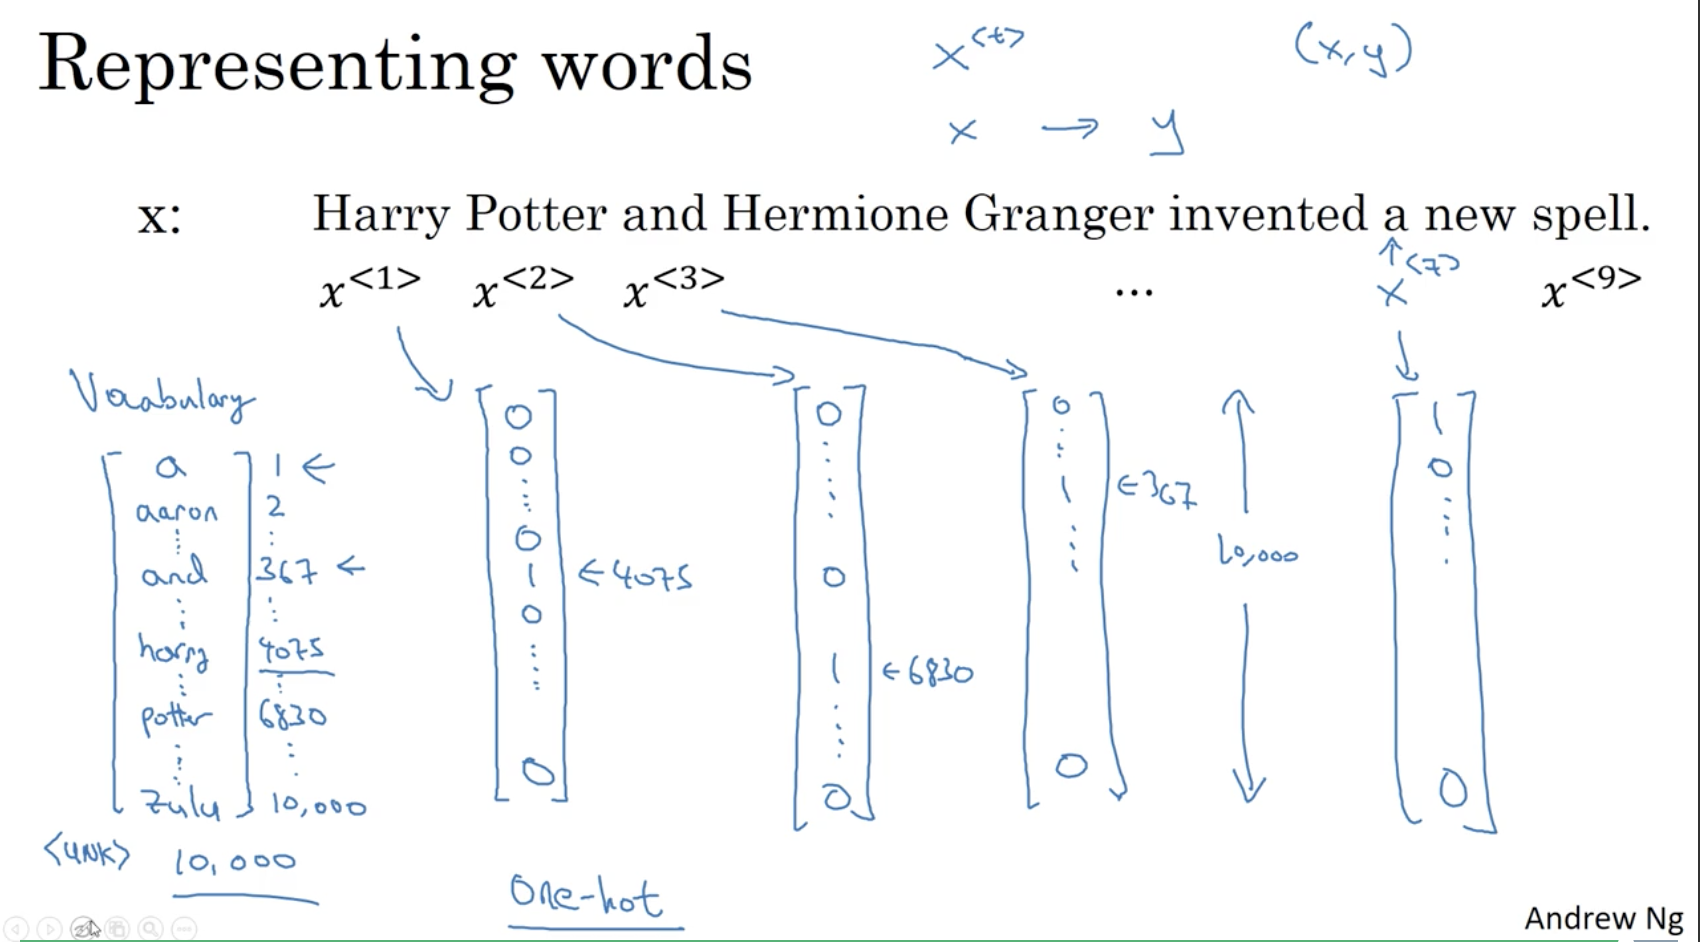 Representing words
x<t>
(x,y)
x → y
x: Harry Potter and Hermione Granger invented a new spell.
x<1> x<2> x<3> ... x<7> x<9>
Vocabulary
a 1 ←
aaron 2
and 367 ←
harry 4075
potter 6830
zulu 10,000
<UNK> 10,000
0
0
0
1 ← 4075
0
0
0
0
1 ← 6830
0
0
1 ← 367
0
10,000
1
0
0
One-hot
Andrew Ng